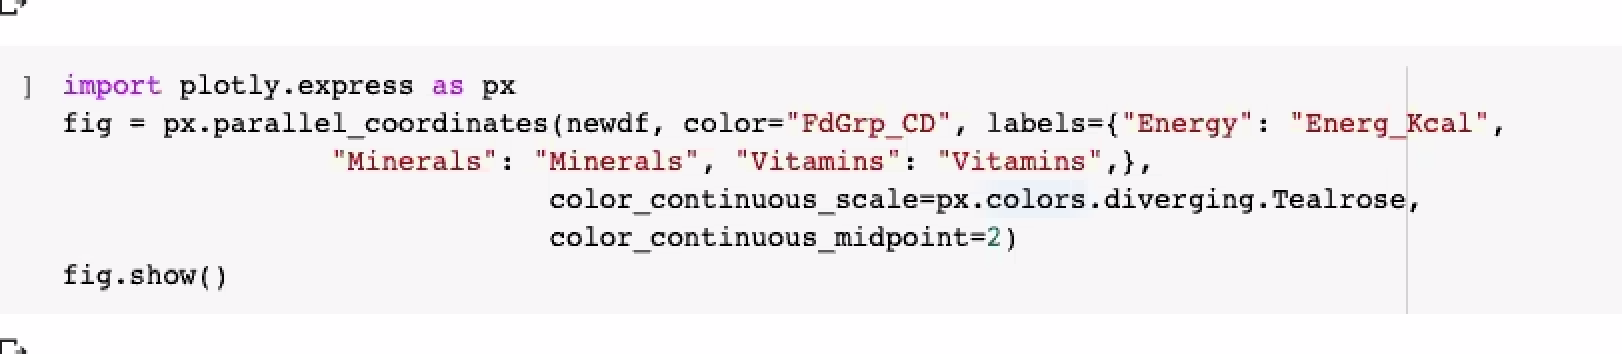 ] import plotly.express as px
fig = px.parallel_coordinates(newdf, color="FdGrp_CD", labels={"Energy": "Energ_Kcal",
"Minerals": "Minerals", "Vitamins": "Vitamins",},
color_continuous_scale=px.colors.diverging.Tealrose,
color_continuous_midpoint=2)
fig.show()